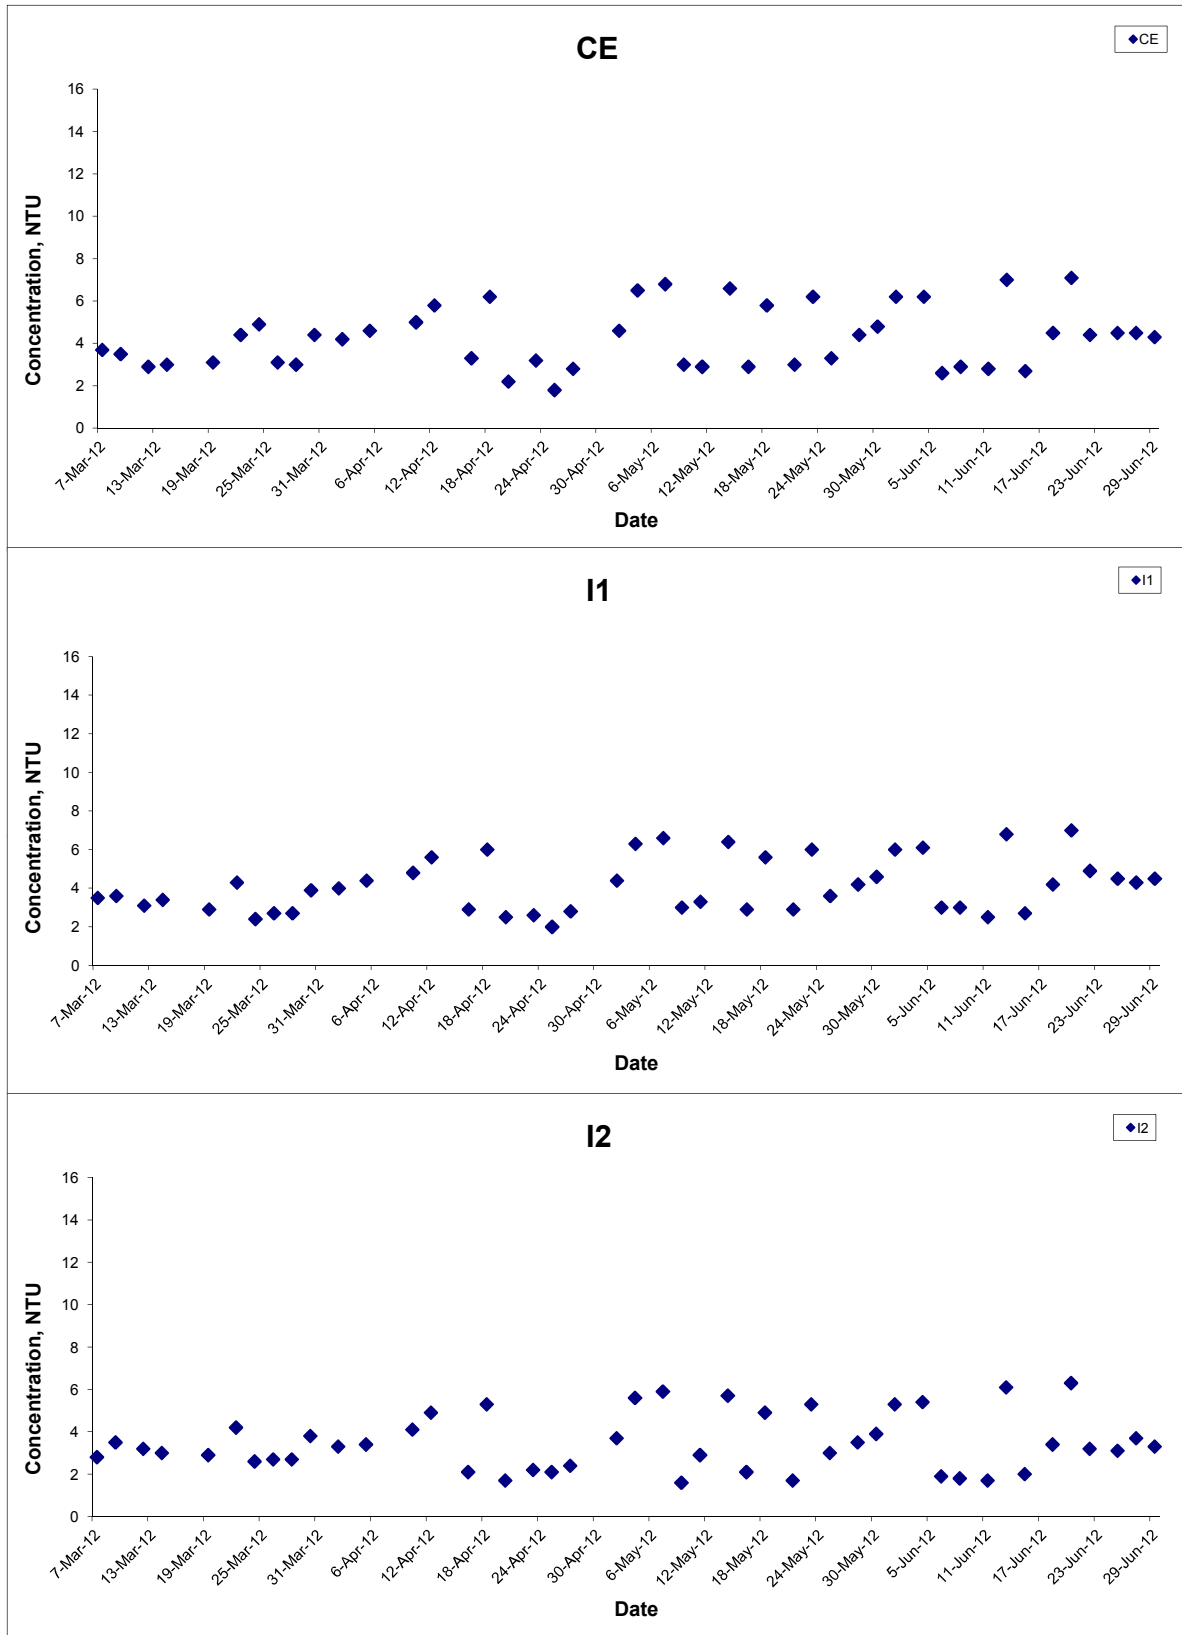 CE
CE
16
14
12
10
8
6
4
2
0
Concentration, NTU
7-Mar-12 13-Mar-12 19-Mar-12 25-Mar-12 31-Mar-12 6-Apr-12 12-Apr-12 18-Apr-12 24-Apr-12 30-Apr-12 6-May-12 12-May-12 18-May-12 24-May-12 30-May-12 5-Jun-12 11-Jun-12 17-Jun-12 23-Jun-12 29-Jun-12
Date
I1
I1
16
14
12
10
8
6
4
2
0
Concentration, NTU
7-Mar-12 13-Mar-12 19-Mar-12 25-Mar-12 31-Mar-12 6-Apr-12 12-Apr-12 18-Apr-12 24-Apr-12 30-Apr-12 6-May-12 12-May-12 18-May-12 24-May-12 30-May-12 5-Jun-12 11-Jun-12 17-Jun-12 23-Jun-12 29-Jun-12
Date
I2
I2
16
14
12
10
8
6
4
2
0
Concentration, NTU
7-Mar-12 13-Mar-12 19-Mar-12 25-Mar-12 31-Mar-12 6-Apr-12 12-Apr-12 18-Apr-12 24-Apr-12 30-Apr-12 6-May-12 12-May-12 18-May-12 24-May-12 30-May-12 5-Jun-12 11-Jun-12 17-Jun-12 23-Jun-12 29-Jun-12
Date